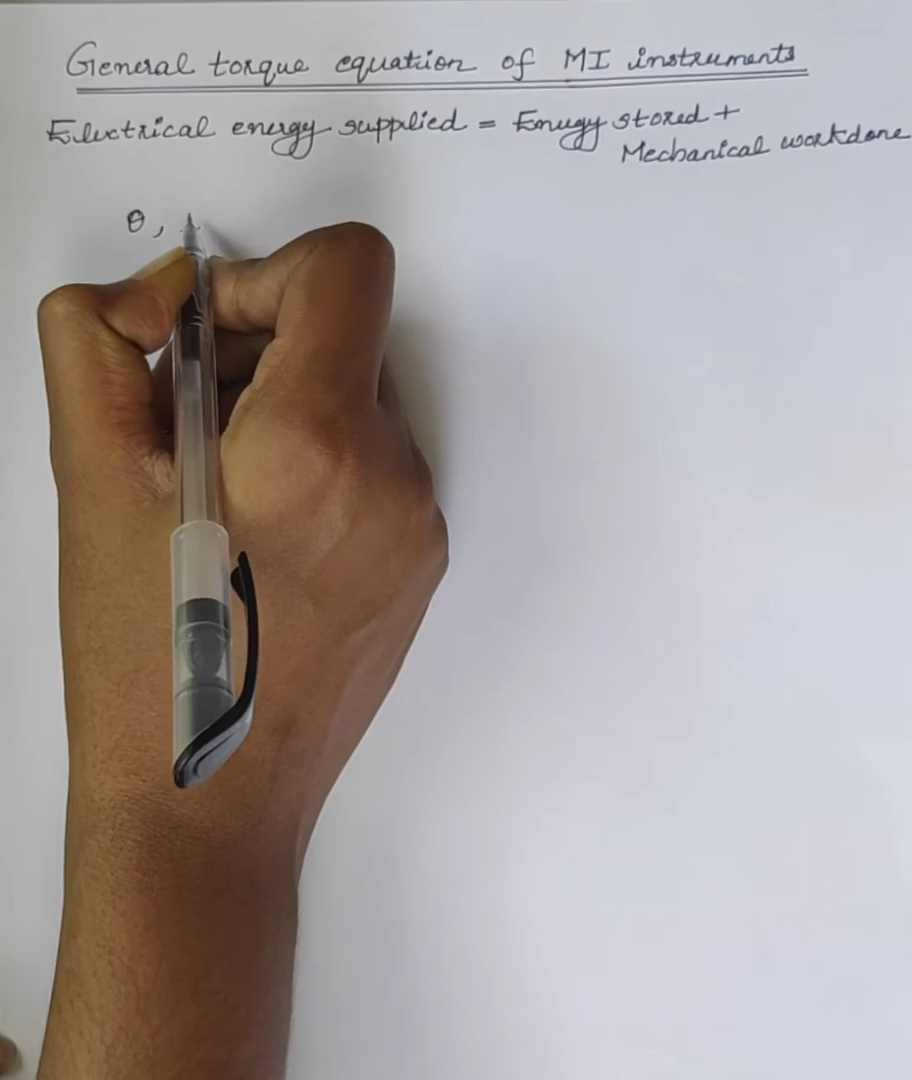 General torque equation of MI instruments
Electrical energy supplied = Energy stored +
Mechanical workdone
θ,